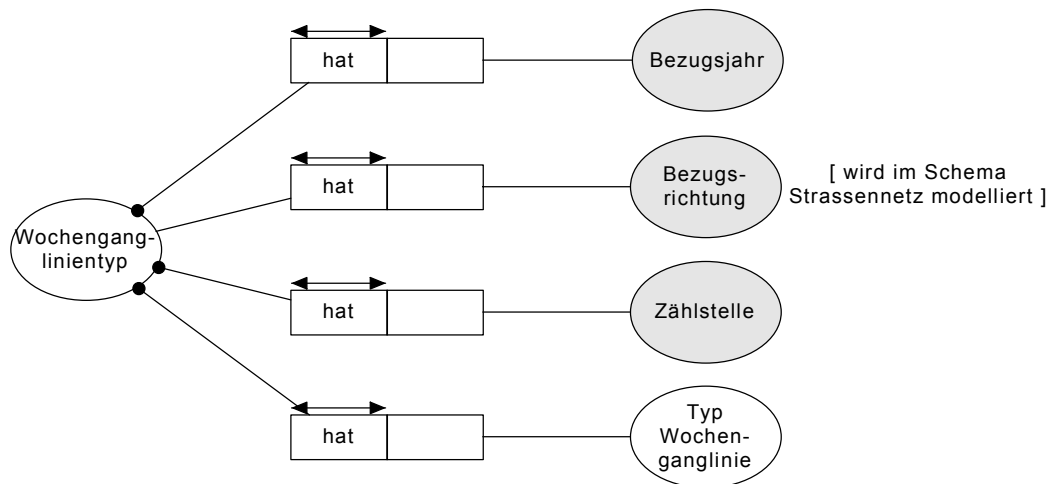 hat
Bezugsjahr
hat
Bezugs-
richtung
[ wird im Schema
Strassennetz modelliert ]
Wochengang-
linientyp
hat
Zählstelle
hat
Typ
Wochen-
ganglinie